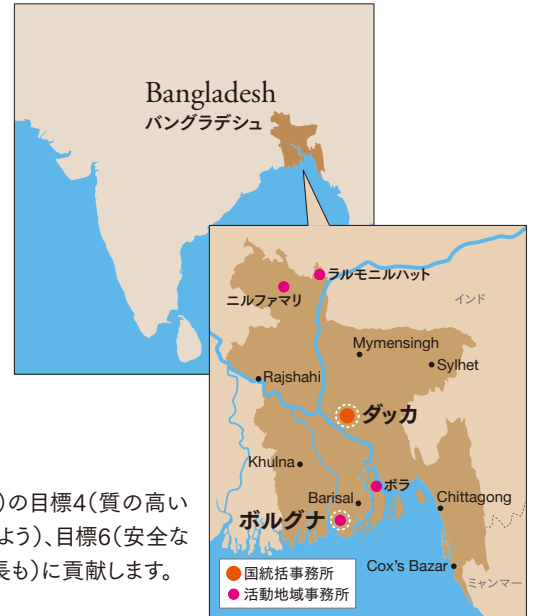 Bangladesh
バングラデシュ
ラルモニルハット
ニルファマリ
インド
Mymensingh
Sylhet
Rajshahi
ダッカ
Khulna
ボラ
Barisal
Chittagong
ボルグナ
Cox's Bazar
ミャンマー
国統括事務所
活動地域事務所
)の目標4(質の高い
よう)、目標6(安全な
長も)に貢献します。